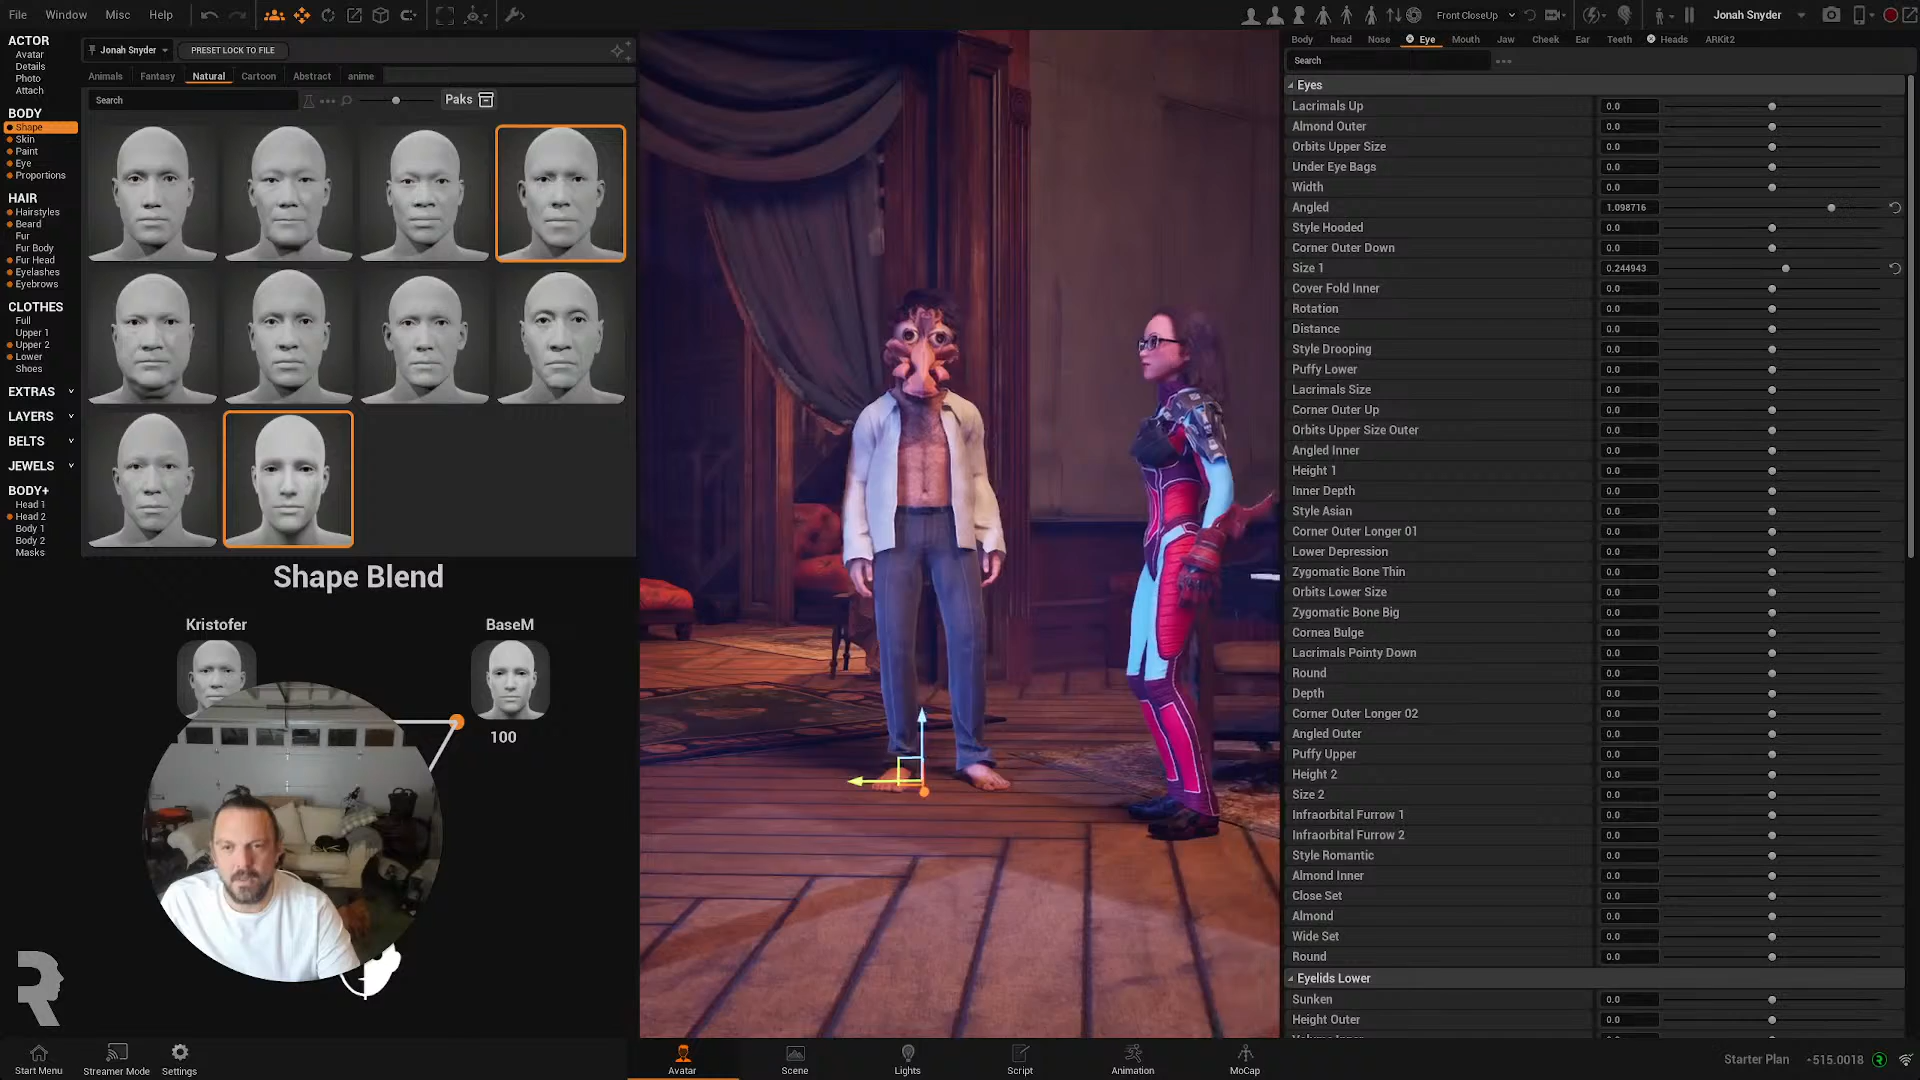 File Window Misc Help
Front CloseUp
Jonah Snyder
ACTOR
Avatar
Details
Photo
Attach
BODY
Shape
Skin
Paint
Eye
Proportions
HAIR
Hairstyles
Beard
Fur
Fur Body
Fur Head
Eyelashes
Eyebrows
CLOTHES
Full
Upper 1
Upper 2
Lower
Shoes
EXTRAS
LAYERS
BELTS
JEWELS
BODY+
Head 1
Head 2
Body 1
Body 2
Masks
Jonah Snyder
PRESET LOCK TO FILE
Animals Fantasy Natural Cartoon Abstract anime
Search
Paks
Shape Blend
Kristofer BaseM
100
Body head Nose Eye Mouth Jaw Cheek Ear Teeth Heads ARKit2
Search
Eyes
Lacrimals Up 0.0
Almond Outer 0.0
Orbits Upper Size 0.0
Under Eye Bags 0.0
Width 0.0
Angled 1.098716
Style Hooded 0.0
Corner Outer Down 0.0
Size 1 0.244943
Cover Fold Inner 0.0
Rotation 0.0
Distance 0.0
Style Drooping 0.0
Puffy Lower 0.0
Lacrimals Size 0.0
Corner Outer Up 0.0
Orbits Upper Size Outer 0.0
Angled Inner 0.0
Height 1 0.0
Inner Depth 0.0
Style Asian 0.0
Corner Outer Longer 01 0.0
Lower Depression 0.0
Zygomatic Bone Thin 0.0
Orbits Lower Size 0.0
Zygomatic Bone Big 0.0
Cornea Bulge 0.0
Lacrimals Pointy Down 0.0
Round 0.0
Depth 0.0
Corner Outer Longer 02 0.0
Angled Outer 0.0
Puffy Upper 0.0
Height 2 0.0
Size 2 0.0
Infraorbital Furrow 1 0.0
Infraorbital Furrow 2 0.0
Style Romantic 0.0
Almond Inner 0.0
Close Set 0.0
Almond 0.0
Wide Set 0.0
Round 0.0
Eyelids Lower
Sunken 0.0
Height Outer 0.0
Start Menu Streamer Mode Settings
Avatar Scene Lights Script Animation MoCap
Starter Plan 515.0018